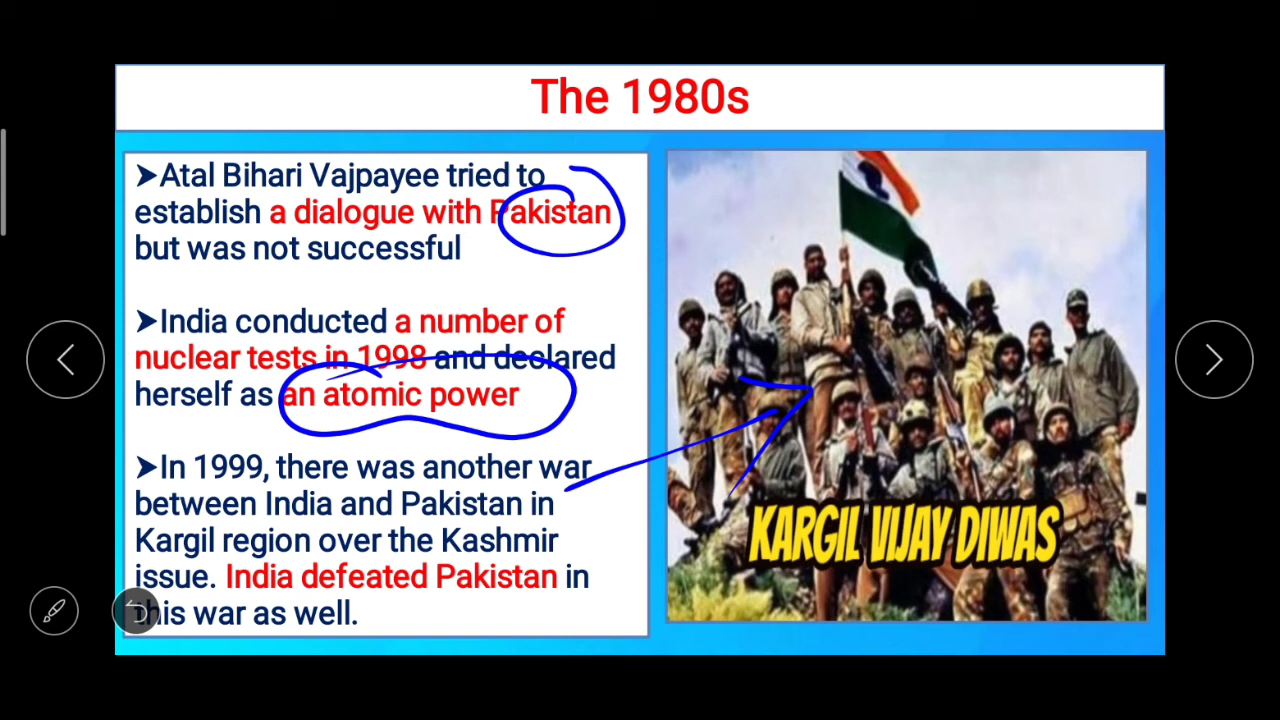 The 1980s
➤Atal Bihari Vajpayee tried to
establish a dialogue with Pakistan
but was not successful
➤India conducted a number of
nuclear tests in 1998 and declared
herself as an atomic power
➤In 1999, there was another war
between India and Pakistan in
Kargil region over the Kashmir
issue. India defeated Pakistan in
this war as well.
KARGIL VIJAY DIWAS